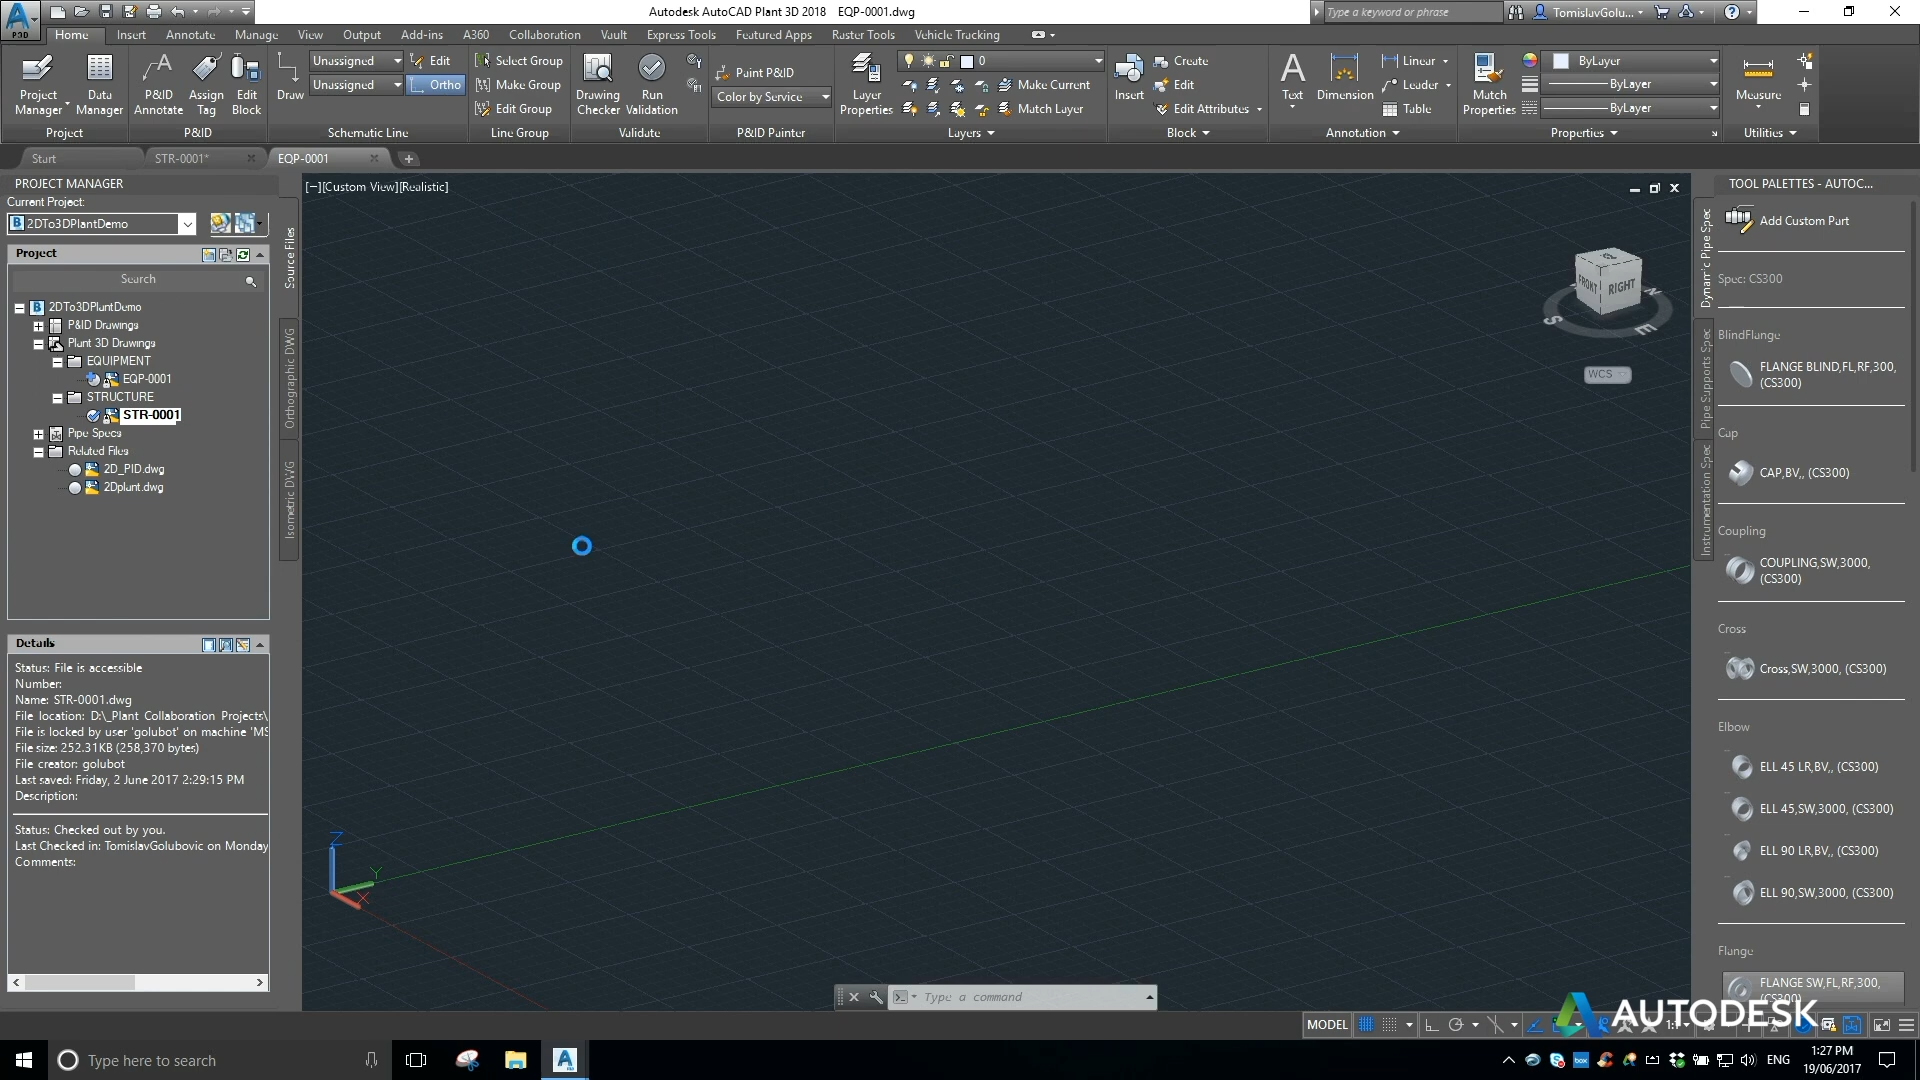 Autodesk AutoCAD Plant 3D 2018 EQP-0001.dwg
Type a keyword or phrase
TomislavGolu...
P3D
Home Insert Annotate Manage View Output Add-ins A360 Collaboration Vault Express Tools Featured Apps Raster Tools Vehicle Tracking
Project Manager
Data Manager
Project
P&ID Annotate
Assign Tag
Edit Block
P&ID
Draw
Unassigned
Unassigned
Edit
Ortho
Schematic Line
Select Group
Make Group
Edit Group
Line Group
Drawing Checker
Run Validation
Validate
Paint P&ID
Color by Service
P&ID Painter
Layer Properties
0
Make Current
Match Layer
Layers
Insert
Create
Edit
Edit Attributes
Block
Text
Dimension
Linear
Leader
Table
Annotation
Match Properties
ByLayer
ByLayer
ByLayer
Properties
Measure
Utilities
Start STR-0001* EQP-0001
PROJECT MANAGER
Current Project:
2DTo3DPlantDemo
Project
Search
2DTo3DPlantDemo
P&ID Drawings
Plant 3D Drawings
EQUIPMENT
EQP-0001
STRUCTURE
STR-0001
Pipe Specs
Related Files
2D_PID.dwg
2Dplant.dwg
Source Files
Orthographic DWG
Isometric DWG
Details
Status: File is accessible
Number:
Name: STR-0001.dwg
File location: D:\_Plant Collaboration Projects\
File is locked by user 'golubot' on machine 'MS
File size: 252.31KB (258,370 bytes)
File creator: golubot
Last saved: Friday, 2 June 2017 2:29:15 PM
Description:
Status: Checked out by you.
Last Checked in: TomislavGolubovic on Monday
Comments:
[−][Custom View][Realistic]
FRONT
RIGHT
S
E
N
WCS
Z
Y
X
Type a command
TOOL PALETTES - AUTOC...
Dynamic Pipe Spec
Pipe Supports Spec
Instrumentation Spec
Add Custom Part
Spec: CS300
BlindFlange
FLANGE BLIND,FL,RF,300,
(CS300)
Cap
CAP,BV,, (CS300)
Coupling
COUPLING,SW,3000,
(CS300)
Cross
Cross,SW,3000, (CS300)
Elbow
ELL 45 LR,BV,, (CS300)
ELL 45,SW,3000, (CS300)
ELL 90 LR,BV,, (CS300)
ELL 90,SW,3000, (CS300)
Flange
FLANGE SW,FL,RF,300,
(CS300)
MODEL
AUTODESK
Type here to search
box
ENG
1:27 PM
19/06/2017